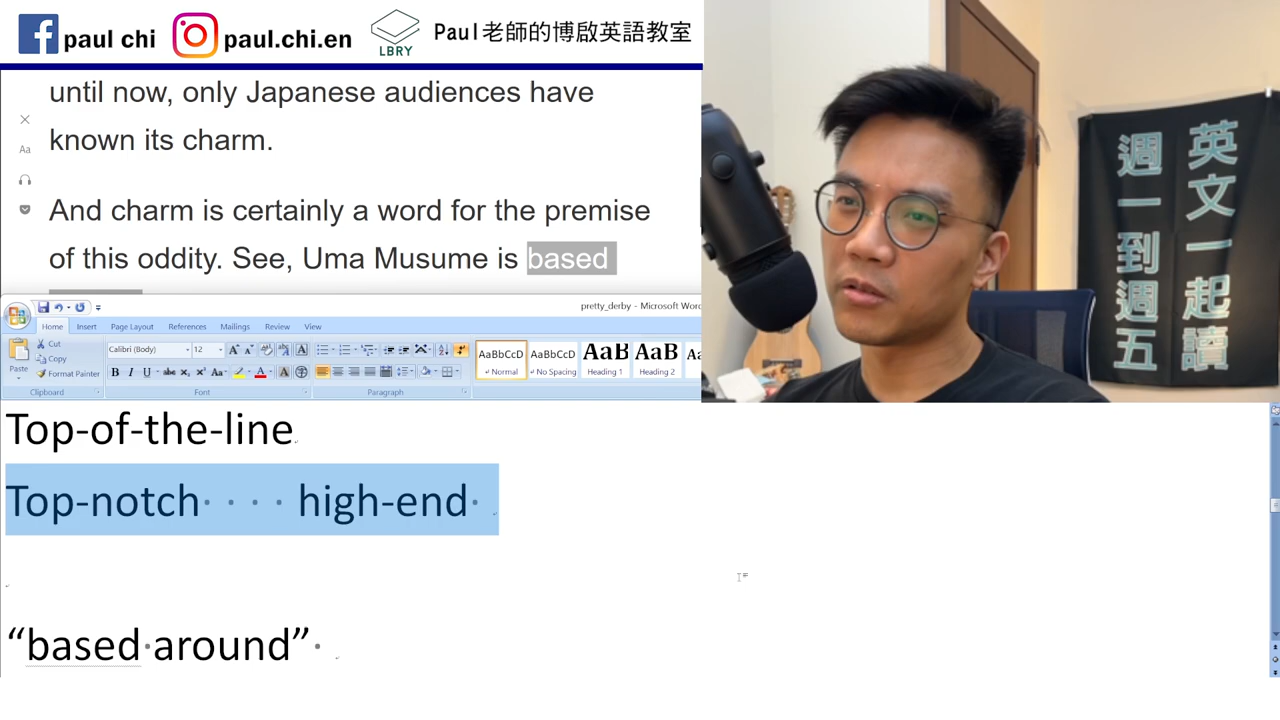 paul chi
paul.chi.en
LBRY
Paul老師的博啟英語教室
until now, only Japanese audiences have
known its charm.
And charm is certainly a word for the premise
of this oddity. See, Uma Musume is based
Aa
pretty_derby - Microsoft Word
Home Insert Page Layout References Mailings Review View
Paste
Cut
Copy
Format Painter
Clipboard
Calibri (Body) 12
Font
Paragraph
AaBbCcD
Normal
AaBbCcD
No Spacing
AaBb
Heading 1
AaB
Heading 2
Top-of-the-line
Top-notch high-end
“based around”
英文一起讀
週一到週五